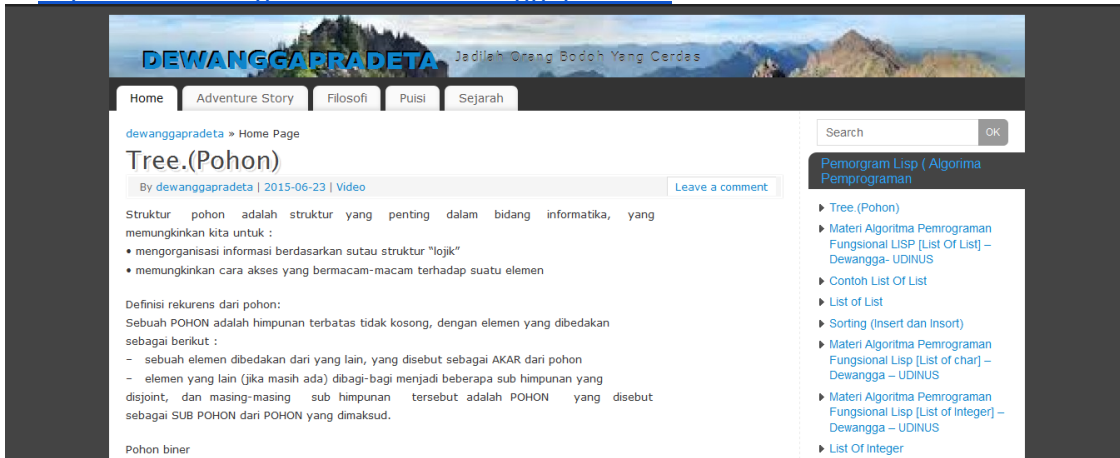 DEWANGGAPRADETA
Jadilah Orang Bodoh Yang Cerdas
Home Adventure Story Filosofi Puisi Sejarah
dewanggapradeta » Home Page
Tree.(Pohon)
By dewanggapradeta | 2015-06-23 | Video
Leave a comment
Struktur pohon adalah struktur yang penting dalam bidang informatika, yang
memungkinkan kita untuk :
• mengorganisasi informasi berdasarkan sutau struktur “lojik”
• memungkinkan cara akses yang bermacam-macam terhadap suatu elemen
Definisi rekurens dari pohon:
Sebuah POHON adalah himpunan terbatas tidak kosong, dengan elemen yang dibedakan
sebagai berikut :
– sebuah elemen dibedakan dari yang lain, yang disebut sebagai AKAR dari pohon
– elemen yang lain (jika masih ada) dibagi-bagi menjadi beberapa sub himpunan yang
disjoint, dan masing-masing sub himpunan tersebut adalah POHON yang disebut
sebagai SUB POHON dari POHON yang dimaksud.
Pohon biner
Search OK
Pemorgram Lisp ( Algorima
Pemprograman
Tree.(Pohon)
Materi Algoritma Pemrograman
Fungsional LISP [List Of List] –
Dewangga- UDINUS
Contoh List Of List
List of List
Sorting (Insert dan Insort)
Materi Algoritma Pemrograman
Fungsional Lisp [List of char] –
Dewangga – UDINUS
Materi Algoritma Pemrograman
Fungsional Lisp [List of Integer] –
Dewangga – UDINUS
List Of Integer